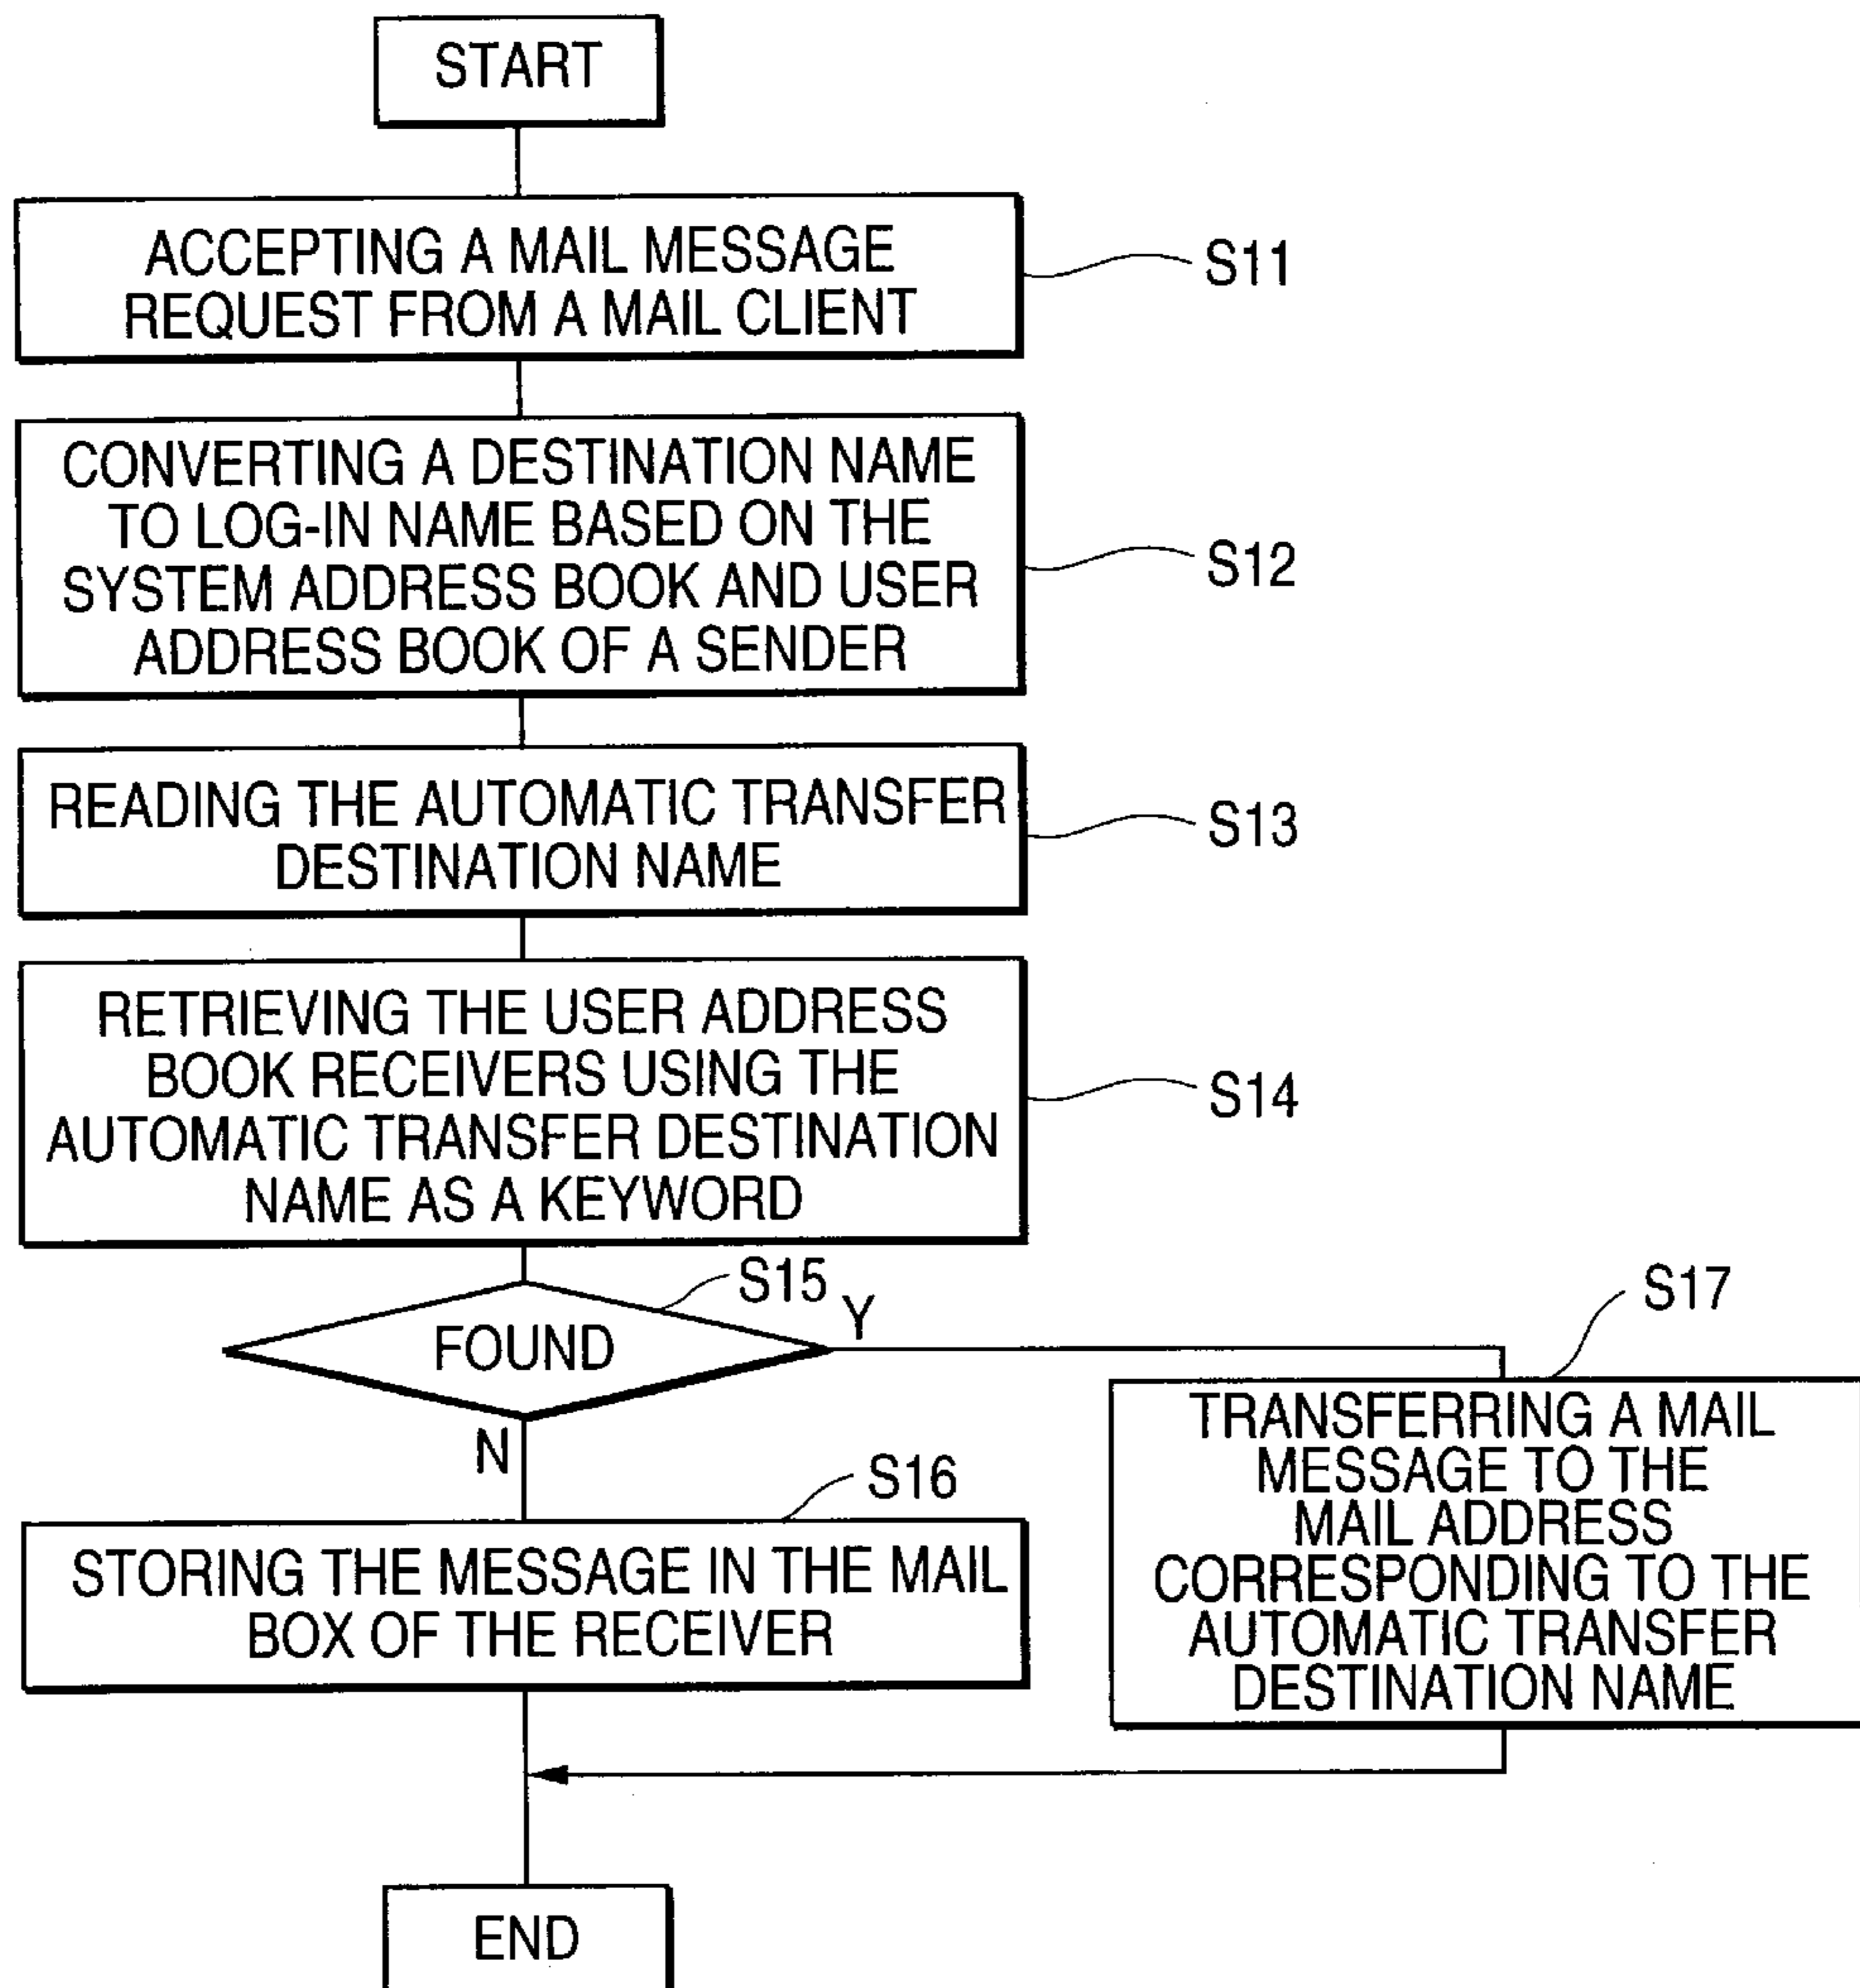 START
ACCEPTING A MAIL MESSAGE
REQUEST FROM A MAIL CLIENT
S11
CONVERTING A DESTINATION NAME
TO LOG-IN NAME BASED ON THE
SYSTEM ADDRESS BOOK AND USER
ADDRESS BOOK OF A SENDER
S12
READING THE AUTOMATIC TRANSFER
DESTINATION NAME
S13
RETRIEVING THE USER ADDRESS
BOOK RECEIVERS USING THE
AUTOMATIC TRANSFER DESTINATION
NAME AS A KEYWORD
S14
S15
FOUND
Y
N
S17
TRANSFERRING A MAIL
MESSAGE TO THE
MAIL ADDRESS
CORRESPONDING TO THE
AUTOMATIC TRANSFER
DESTINATION NAME
S16
STORING THE MESSAGE IN THE MAIL
BOX OF THE RECEIVER
END